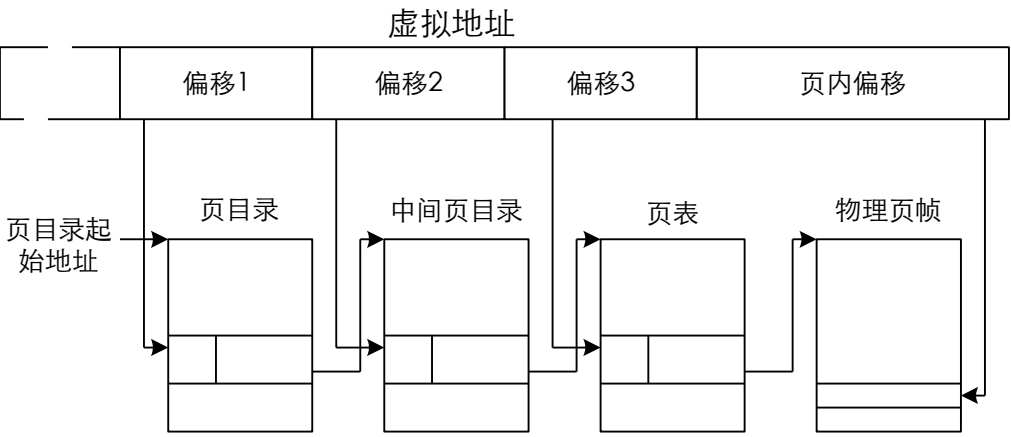 虚拟地址
偏移1
偏移2
偏移3
页内偏移
页目录
中间页目录
页表
物理页帧
页目录起
始地址